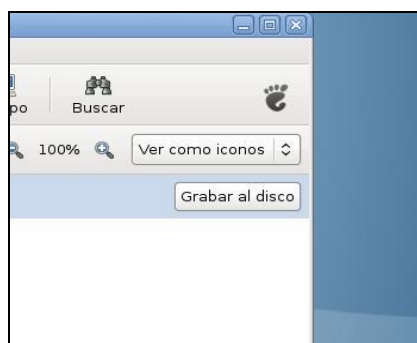 po Buscar
100% Ver como iconos
Grabar al disco